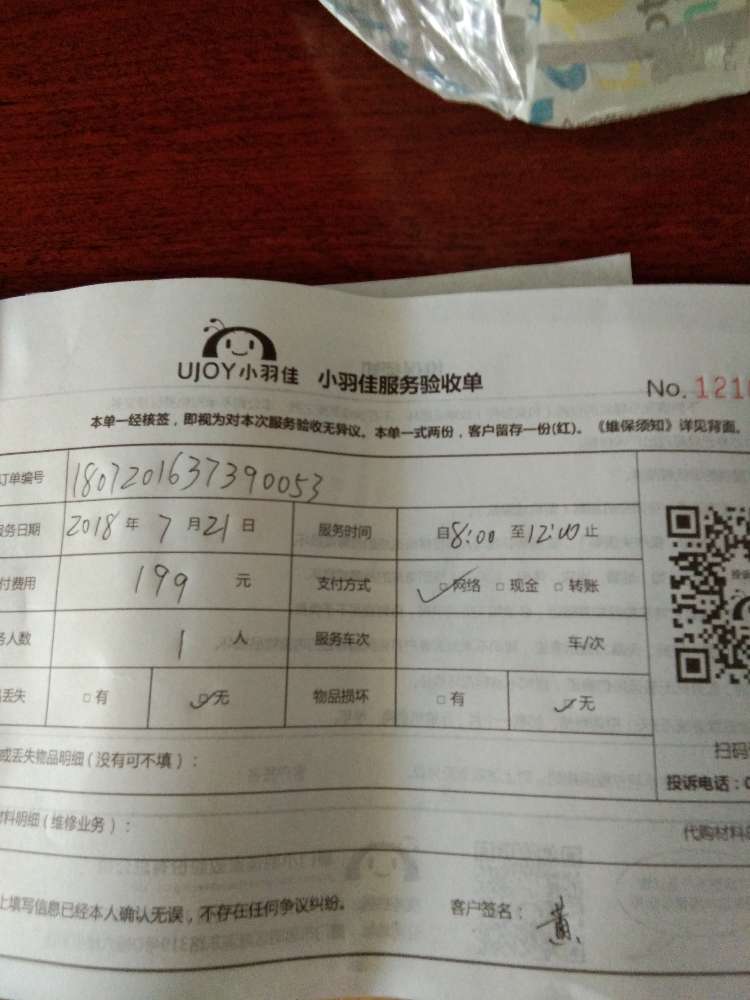 UJOY小羽佳 小羽佳服务验收单 No. 121
本单一经核签，即视为对本次服务验收无异议。本单一式两份，客户留存一份(红)。《维保须知》详见背面。
订单编号 1807201637390053
服务日期 2018 年 7 月 21 日 服务时间 自8:00 至12:00止
付费用 199 元 支付方式 网络 现金 转账
务人数 1 人 服务车次 车/次
丢失 有 无 物品损坏 有 无
扫码
或丢失物品明细(没有可不填)：
投诉电话：0
材料明细(维修业务)：
代购材料
上填写信息已经本人确认无误，不存在任何争议纠纷。 客户签名： 黄